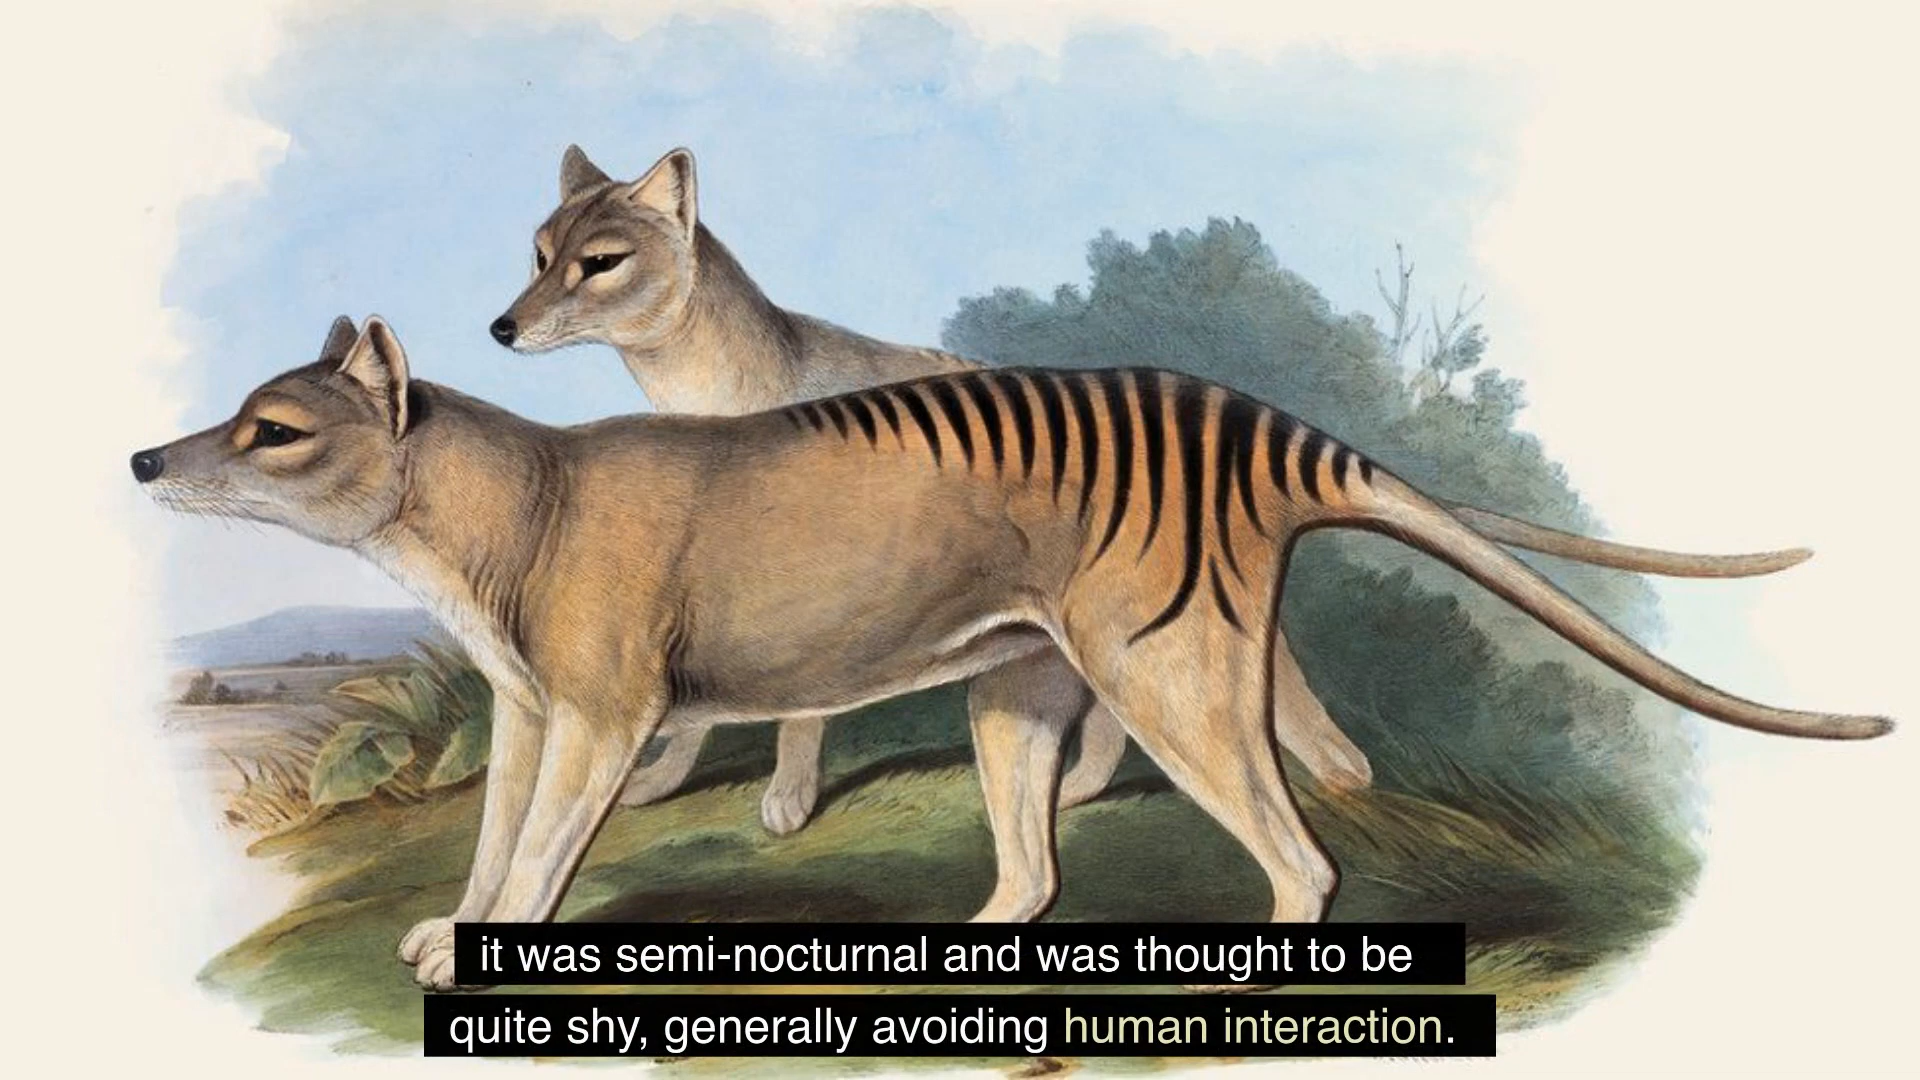 it was semi-nocturnal and was thought to be
quite shy, generally avoiding human interaction.